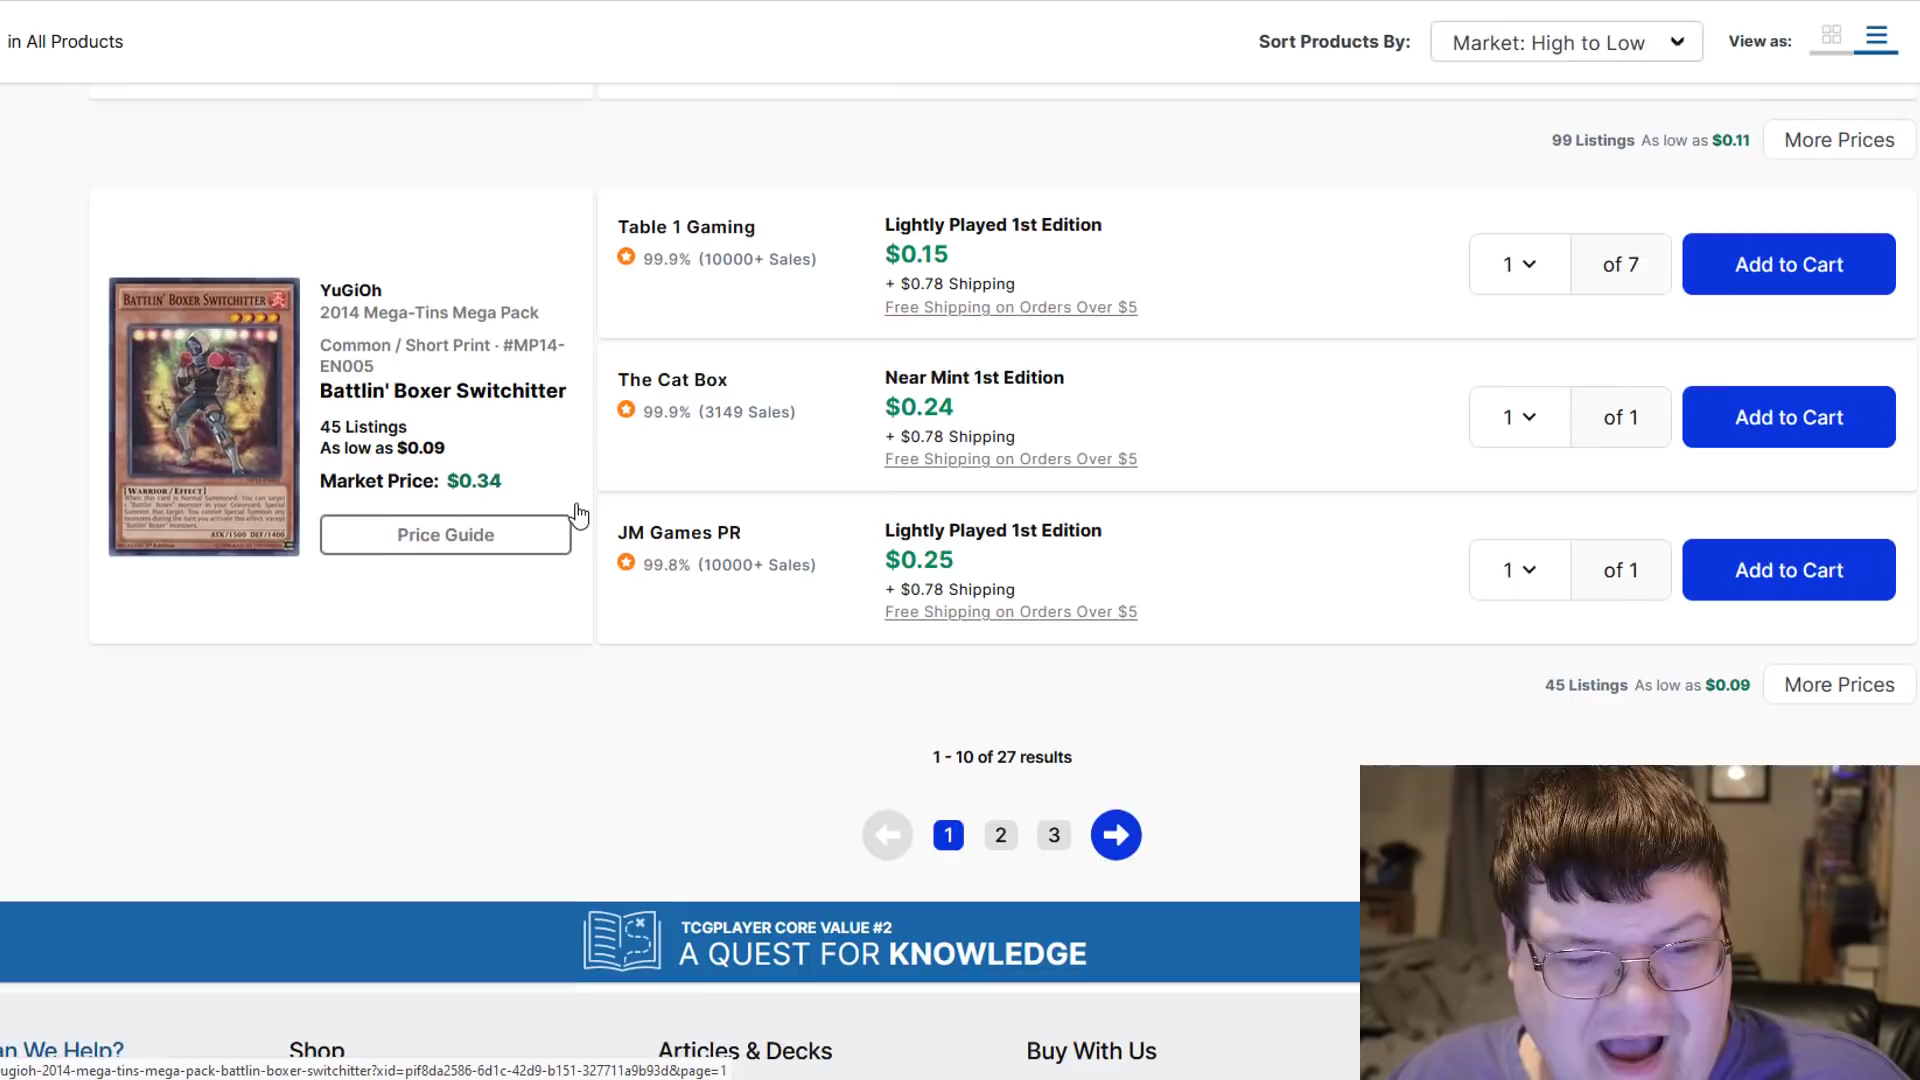 in All Products
Sort Products By:
Market: High to Low
View as:
99 Listings As low as $0.11
More Prices
BATTLIN' BOXER SWITCHITTER
[WARRIOR/EFFECT]
ATK/1500 DEF/1400
YuGiOh
2014 Mega-Tins Mega Pack
Common / Short Print · #MP14-
EN005
Battlin' Boxer Switchitter
45 Listings
As low as $0.09
Market Price: $0.34
Price Guide
Table 1 Gaming
99.9% (10000+ Sales)
Lightly Played 1st Edition
$0.15
+ $0.78 Shipping
Free Shipping on Orders Over $5
1
of 7
Add to Cart
The Cat Box
99.9% (3149 Sales)
Near Mint 1st Edition
$0.24
+ $0.78 Shipping
Free Shipping on Orders Over $5
1
of 1
Add to Cart
JM Games PR
99.8% (10000+ Sales)
Lightly Played 1st Edition
$0.25
+ $0.78 Shipping
Free Shipping on Orders Over $5
1
of 1
Add to Cart
45 Listings As low as $0.09
More Prices
1 - 10 of 27 results
1
2
3
TCGPLAYER CORE VALUE #2
A QUEST FOR KNOWLEDGE
an We Help?
Shop
Articles & Decks
Buy With Us
ugioh-2014-mega-tins-mega-pack-battlin-boxer-switchitter?xid=pif8da2586-6d1c-42d9-b151-327711a9b93d&page=1